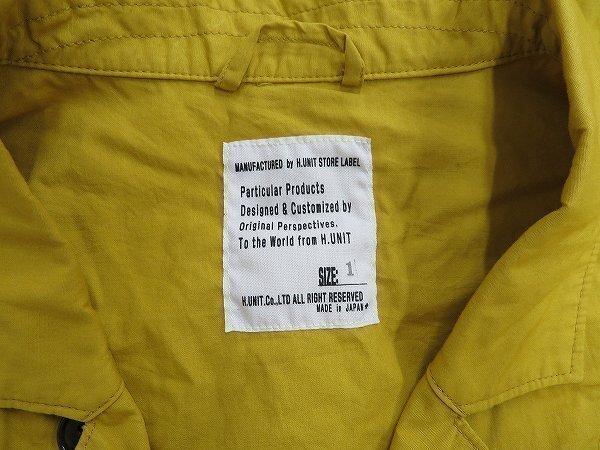 MANUFACTURED by H.UNIT STORE LABEL
Particular Products
Designed & Customized by
Original Perspectives.
To the World from H.UNIT
SIZE: 1
H.UNIT.Co.,LTD ALL RIGHT RESERVED
MADE in JAPAN